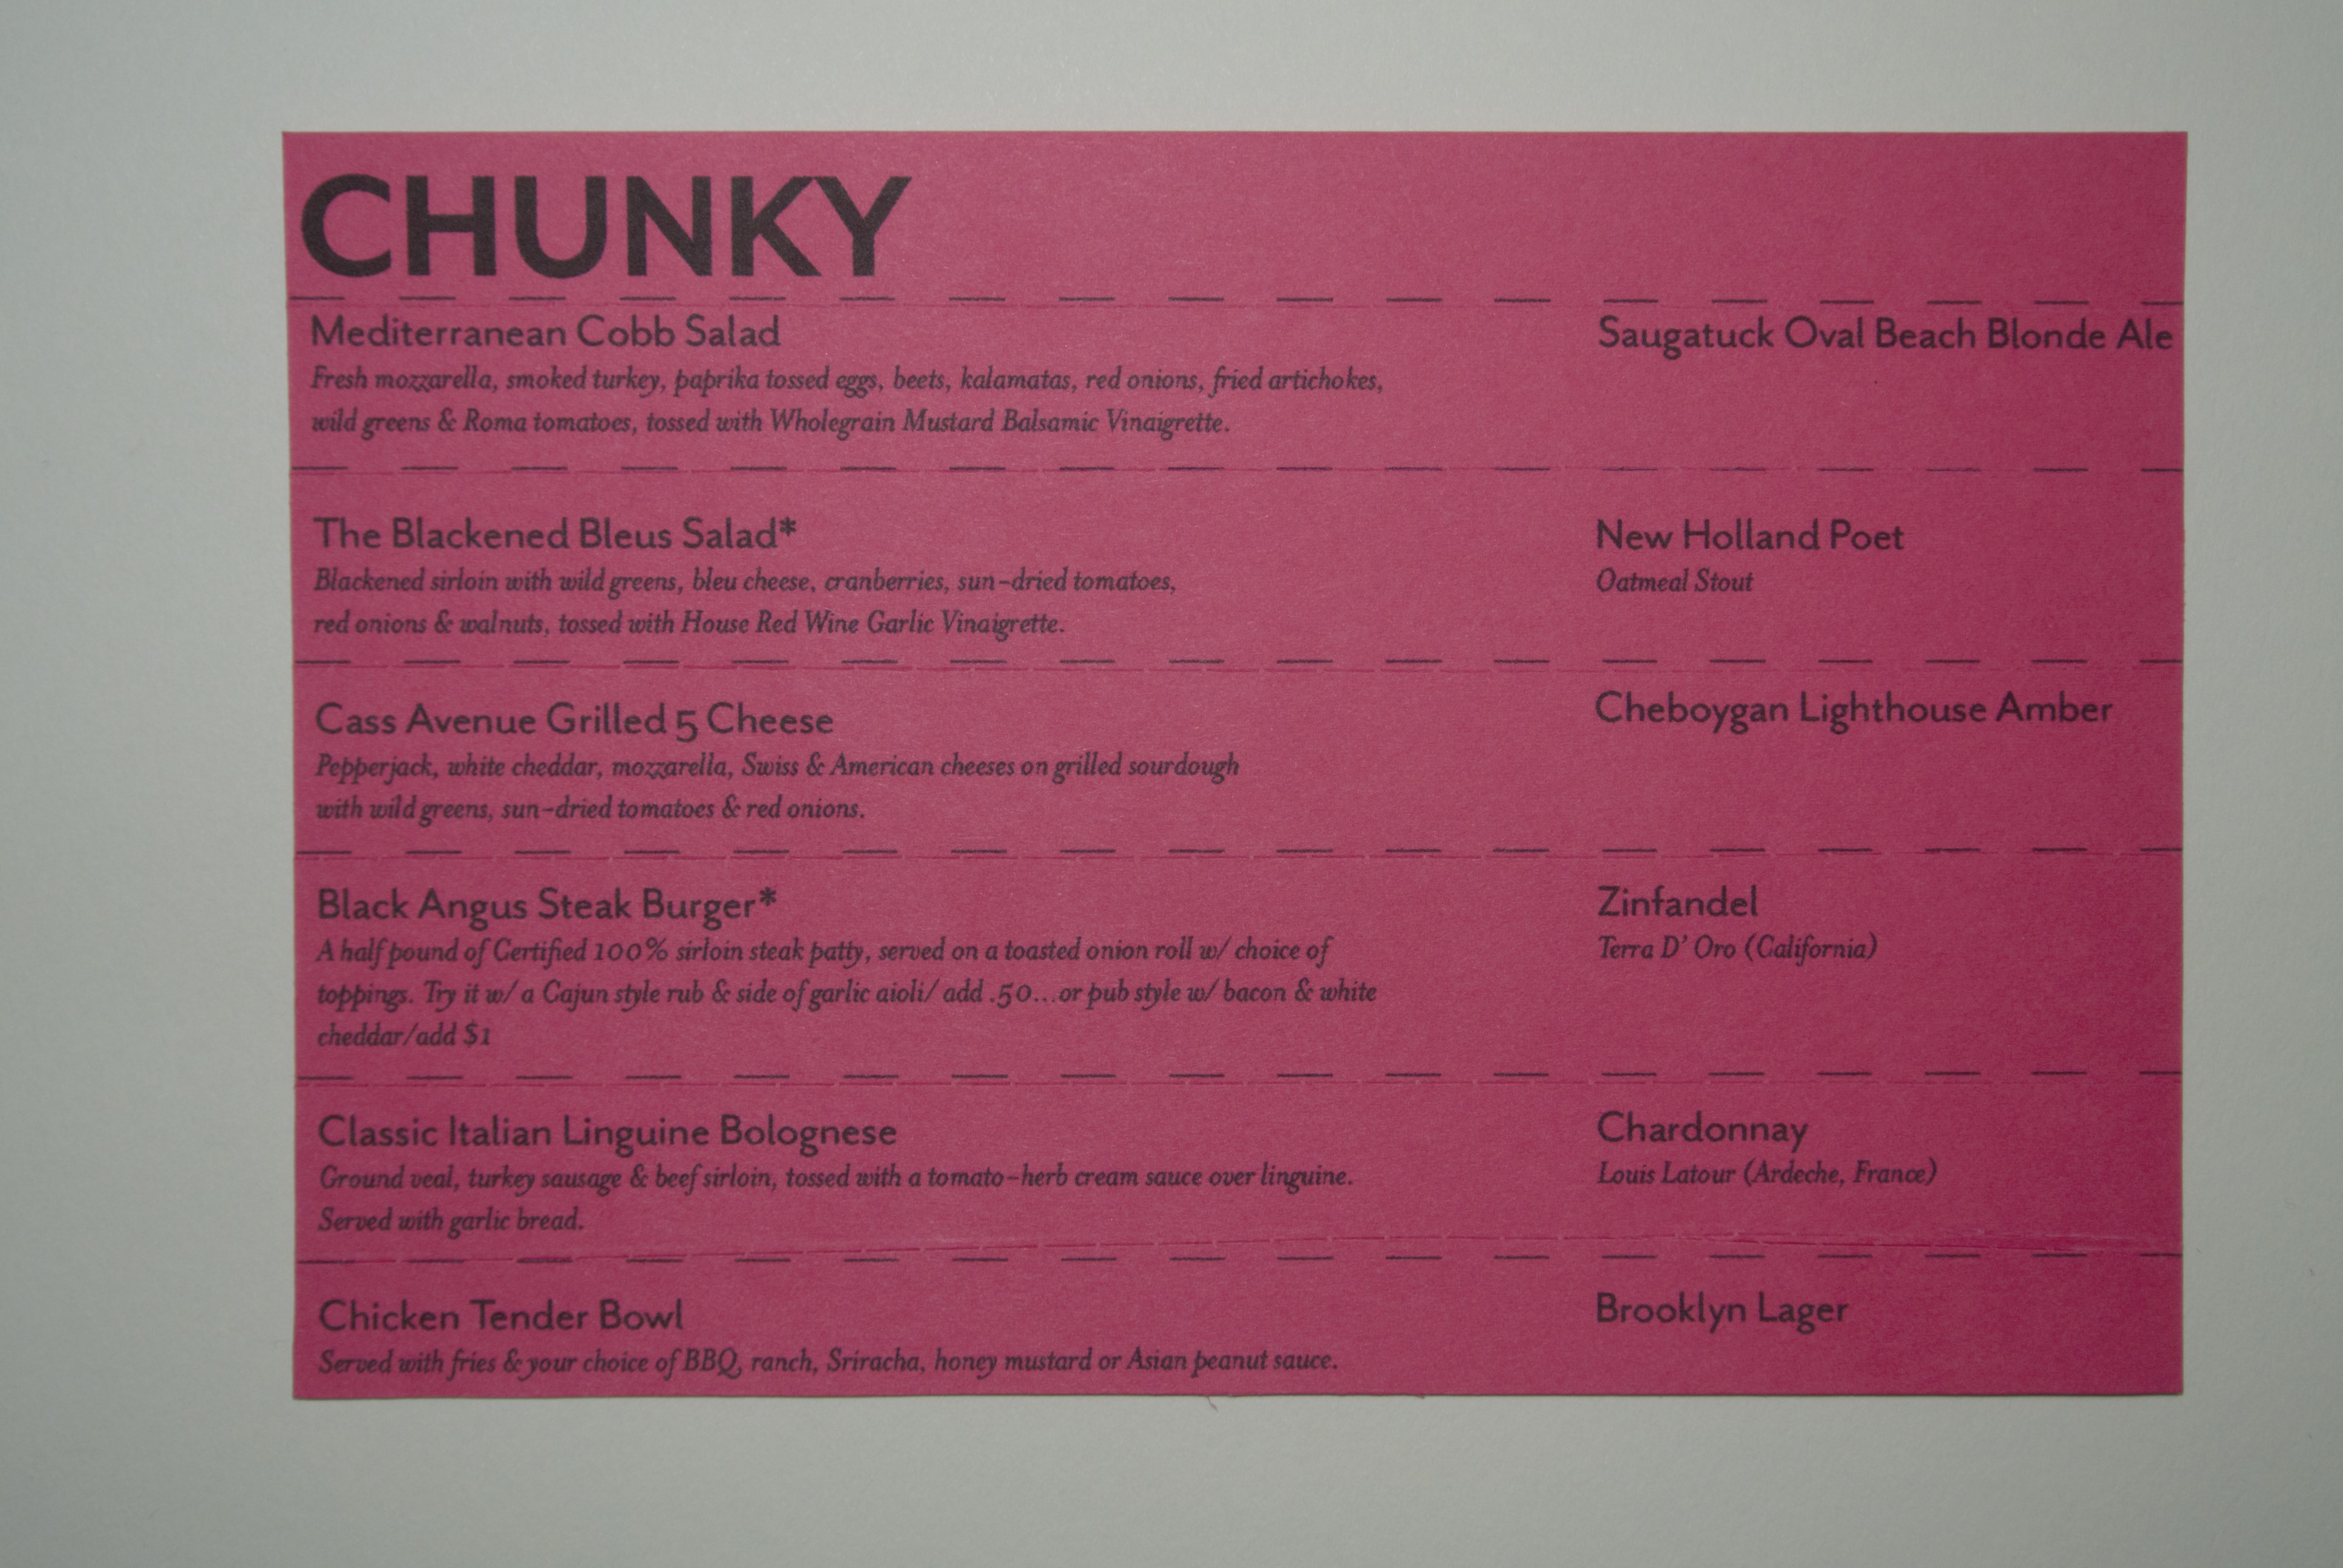 CHUNKY
Mediterranean Cobb Salad
Fresh mozzarella, smoked turkey, paprika tossed eggs, beets, kalamatas, red onions, fried artichokes,
wild greens & Roma tomatoes, tossed with Wholegrain Mustard Balsamic Vinaigrette.
Saugatuck Oval Beach Blonde Ale
The Blackened Bleus Salad*
Blackened sirloin with wild greens, bleu cheese, cranberries, sun-dried tomatoes,
red onions & walnuts, tossed with House Red Wine Garlic Vinaigrette.
New Holland Poet
Oatmeal Stout
Cass Avenue Grilled 5 Cheese
Pepperjack, white cheddar, mozzarella, Swiss & American cheeses on grilled sourdough
with wild greens, sun-dried tomatoes & red onions.
Cheboygan Lighthouse Amber
Black Angus Steak Burger*
A half pound of Certified 100% sirloin steak patty, served on a toasted onion roll w/ choice of
toppings. Try it w/ a Cajun style rub & side of garlic aioli/ add .50...or pub style w/ bacon & white
cheddar/add $1
Zinfandel
Terra D' Oro (California)
Classic Italian Linguine Bolognese
Ground veal, turkey sausage & beef sirloin, tossed with a tomato-herb cream sauce over linguine.
Served with garlic bread.
Chardonnay
Louis Latour (Ardeche, France)
Chicken Tender Bowl
Served with fries & your choice of BBQ, ranch, Sriracha, honey mustard or Asian peanut sauce.
Brooklyn Lager